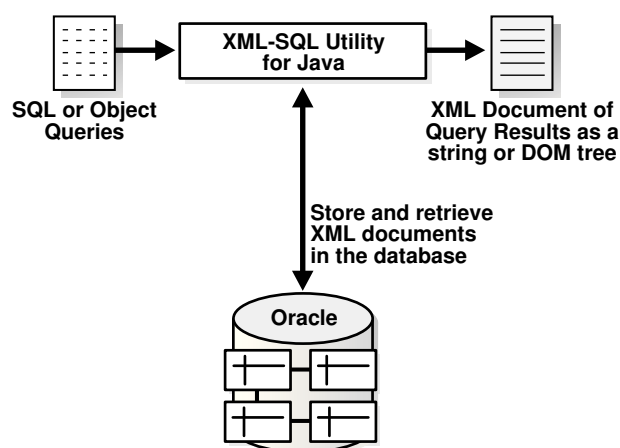 XML-SQL Utility
for Java
SQL or Object
Queries
XML Document of
Query Results as a
string or DOM tree
Store and retrieve
XML documents
in the database
Oracle